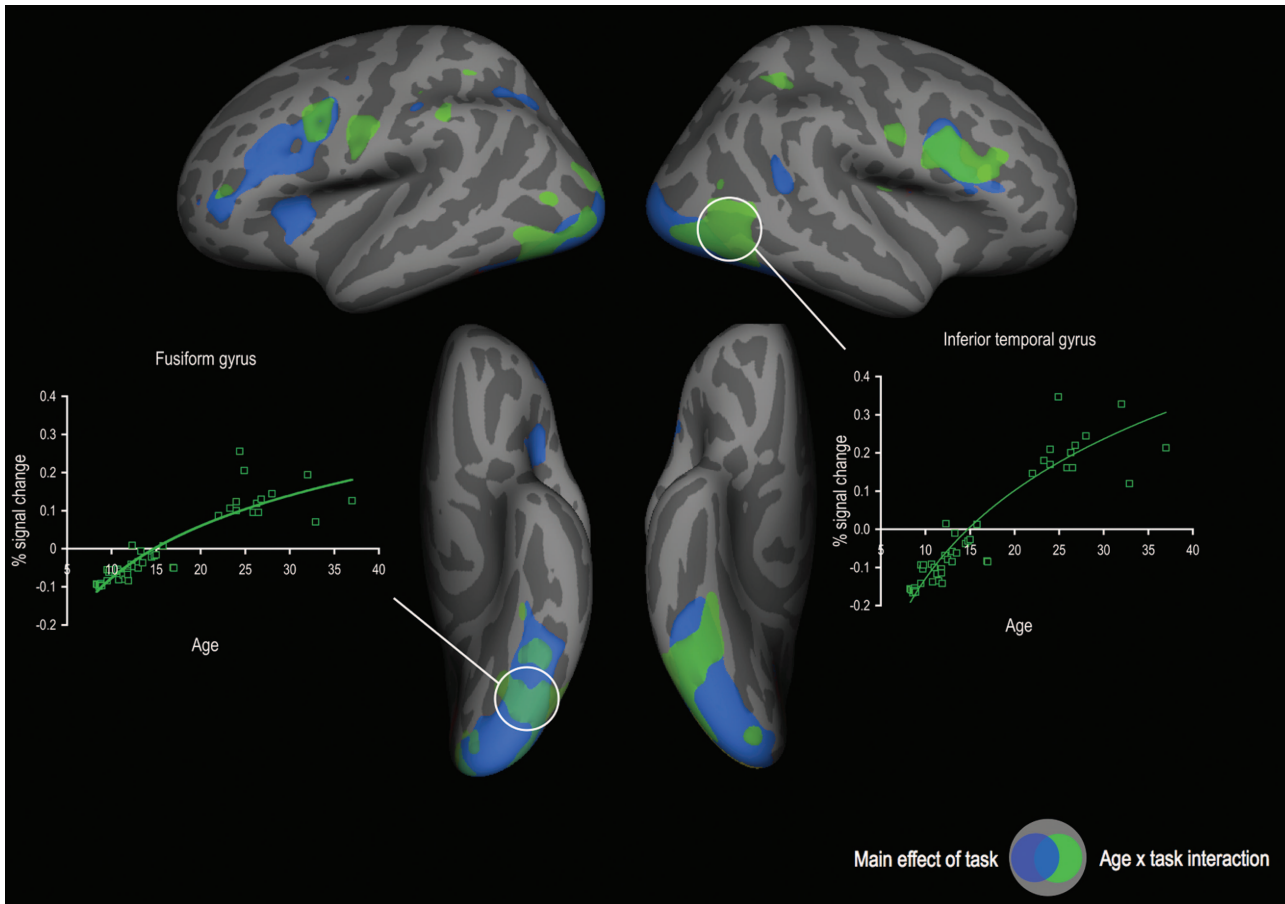 Fusiform gyrus
0.4
0.3
0.2
0.1
0
-0.1
-0.2
% signal change
5 10 15 20 25 30 35 40
Age
Inferior temporal gyrus
0.4
0.3
0.2
0.1
0.0
-0.1
-0.2
% signal change
5 10 15 20 25 30 35 40
Age
Main effect of task
Age x task interaction